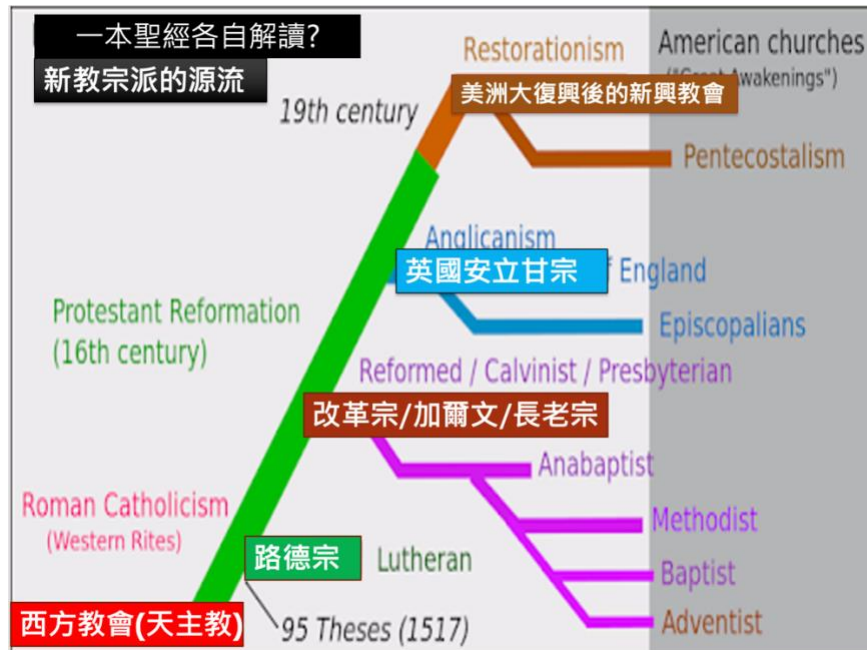 一本聖經各自解讀?
新教宗派的源流
Restorationism
American churches
Awakenings")
美洲大復興後的新興教會
19th century
Pentecostalism
Anglicanism
英國安立甘宗
of England
Protestant Reformation
(16th century)
Episcopalians
Reformed / Calvinist / Presbyterian
改革宗/加爾文/長老宗
Anabaptist
Roman Catholicism
(Western Rites)
Methodist
路德宗
Lutheran
Baptist
西方教會(天主教)
95 Theses (1517)
Adventist